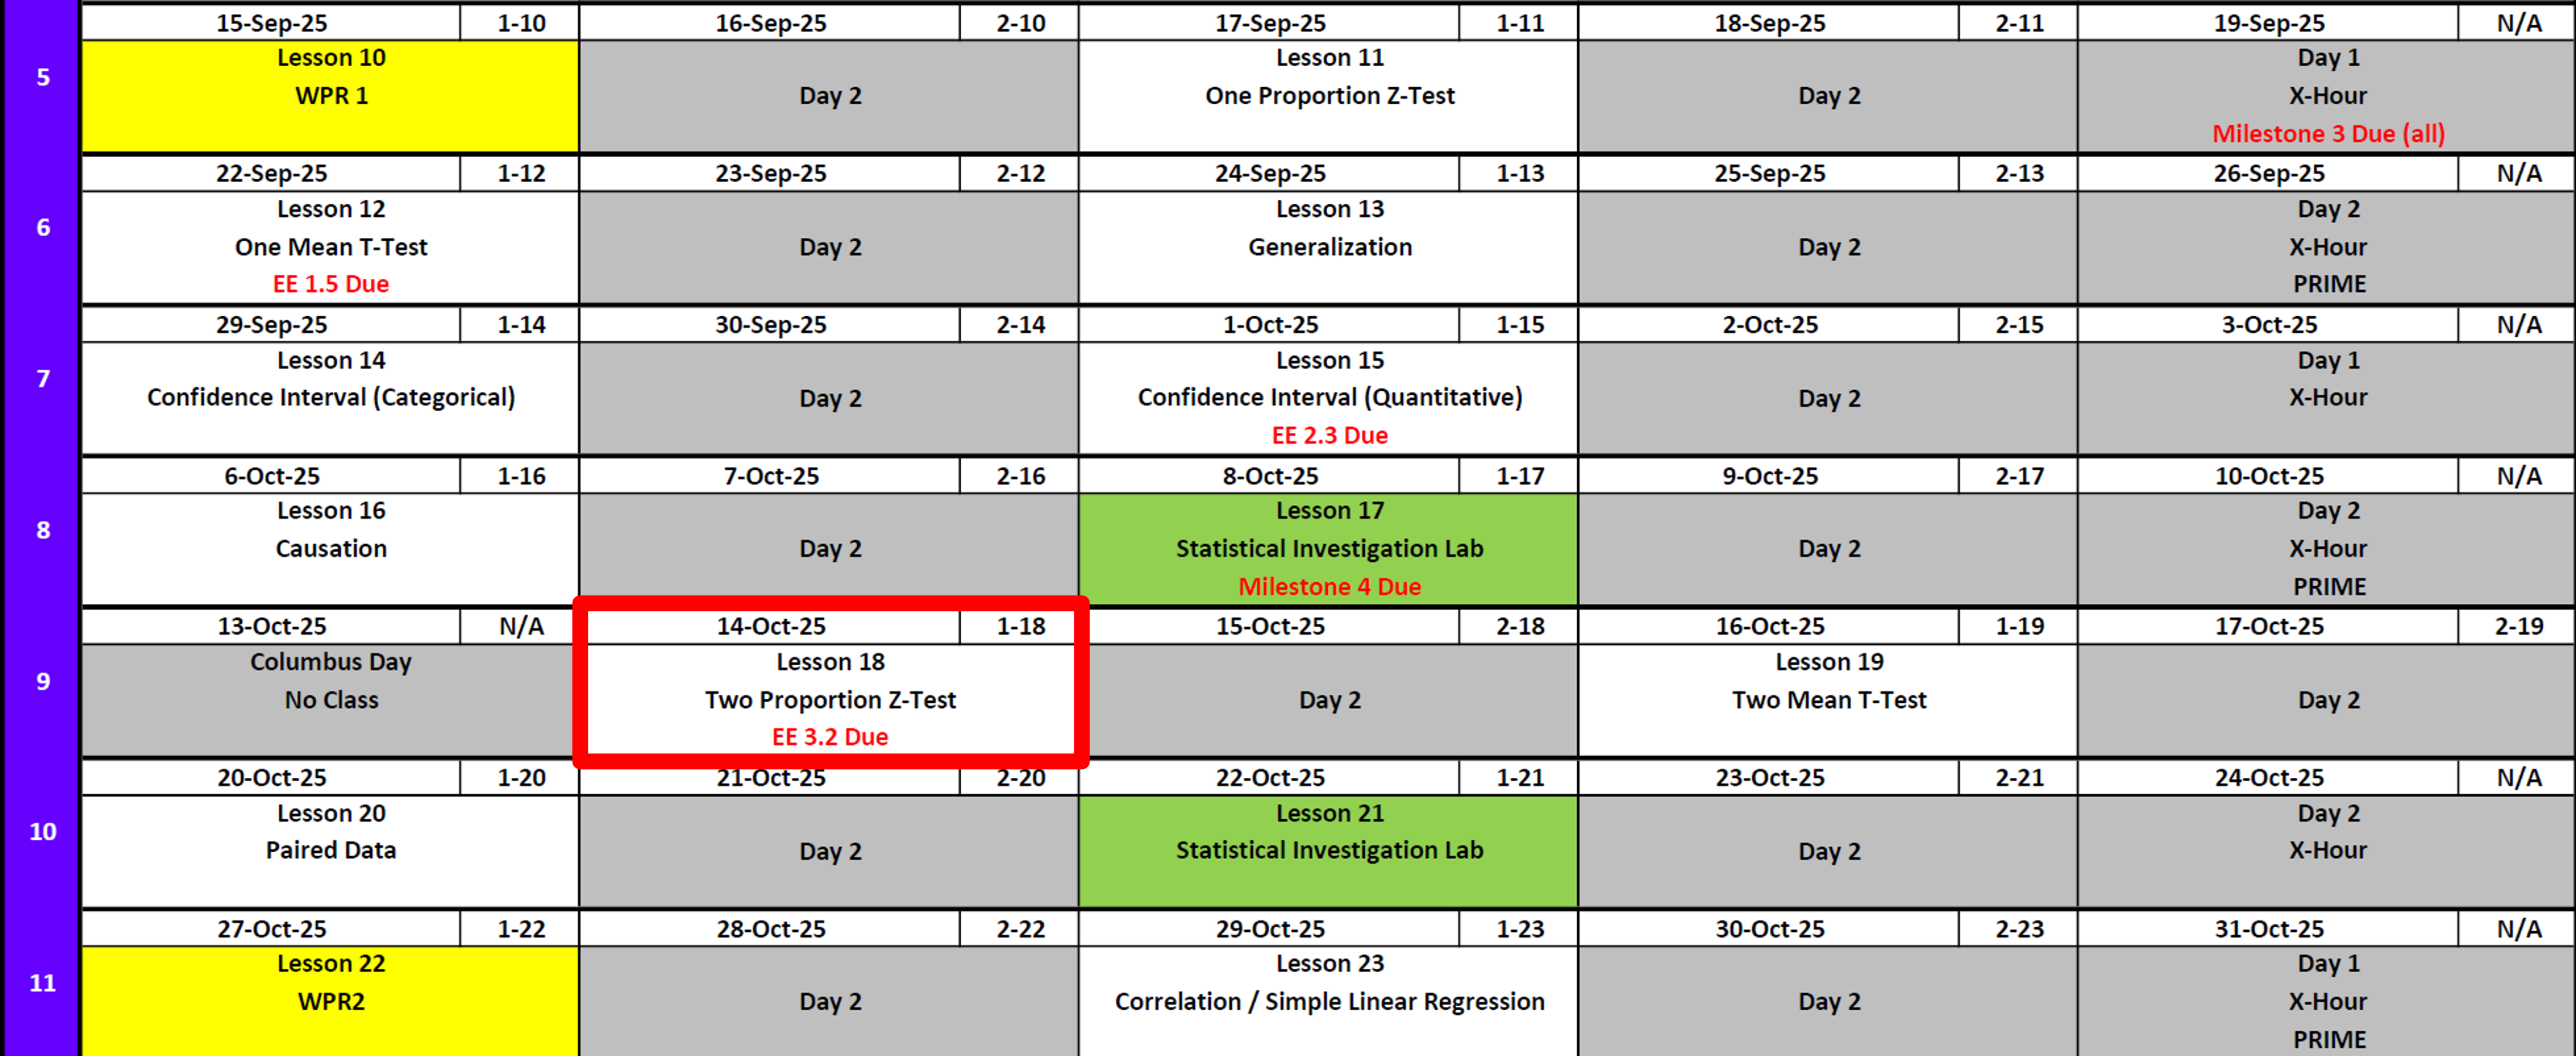 15-Sep-25 1-10 16-Sep-25 2-10 17-Sep-25 1-11 18-Sep-25 2-11 19-Sep-25 N/A
5
Lesson 10
WPR 1
Day 2
Lesson 11
One Proportion Z-Test
Day 2
Day 1
X-Hour
Milestone 3 Due (all)
22-Sep-25 1-12 23-Sep-25 2-12 24-Sep-25 1-13 25-Sep-25 2-13 26-Sep-25 N/A
6
Lesson 12
One Mean T-Test
EE 1.5 Due
Day 2
Lesson 13
Generalization
Day 2
Day 2
X-Hour
PRIME
29-Sep-25 1-14 30-Sep-25 2-14 1-Oct-25 1-15 2-Oct-25 2-15 3-Oct-25 N/A
7
Lesson 14
Confidence Interval (Categorical)
Day 2
Lesson 15
Confidence Interval (Quantitative)
EE 2.3 Due
Day 2
Day 1
X-Hour
6-Oct-25 1-16 7-Oct-25 2-16 8-Oct-25 1-17 9-Oct-25 2-17 10-Oct-25 N/A
8
Lesson 16
Causation
Day 2
Lesson 17
Statistical Investigation Lab
Milestone 4 Due
Day 2
Day 2
X-Hour
PRIME
13-Oct-25 N/A 14-Oct-25 1-18 15-Oct-25 2-18 16-Oct-25 1-19 17-Oct-25 2-19
9
Columbus Day
No Class
Lesson 18
Two Proportion Z-Test
EE 3.2 Due
Day 2
Lesson 19
Two Mean T-Test
Day 2
20-Oct-25 1-20 21-Oct-25 2-20 22-Oct-25 1-21 23-Oct-25 2-21 24-Oct-25 N/A
10
Lesson 20
Paired Data
Day 2
Lesson 21
Statistical Investigation Lab
Day 2
Day 2
X-Hour
27-Oct-25 1-22 28-Oct-25 2-22 29-Oct-25 1-23 30-Oct-25 2-23 31-Oct-25 N/A
11
Lesson 22
WPR2
Day 2
Lesson 23
Correlation / Simple Linear Regression
Day 2
Day 1
X-Hour
PRIME